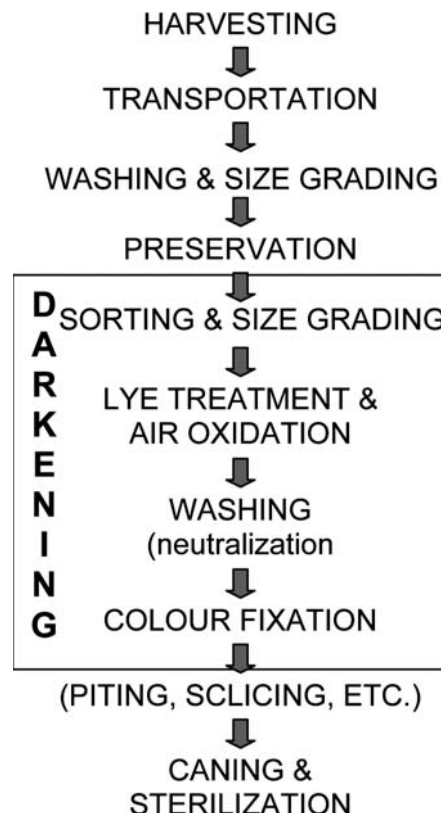 HARVESTING
TRANSPORTATION
WASHING & SIZE GRADING
PRESERVATION
DARKENING
SORTING & SIZE GRADING
LYE TREATMENT &
AIR OXIDATION
WASHING
(neutralization
COLOUR FIXATION
(PITING, SCLICING, ETC.)
CANING &
STERILIZATION